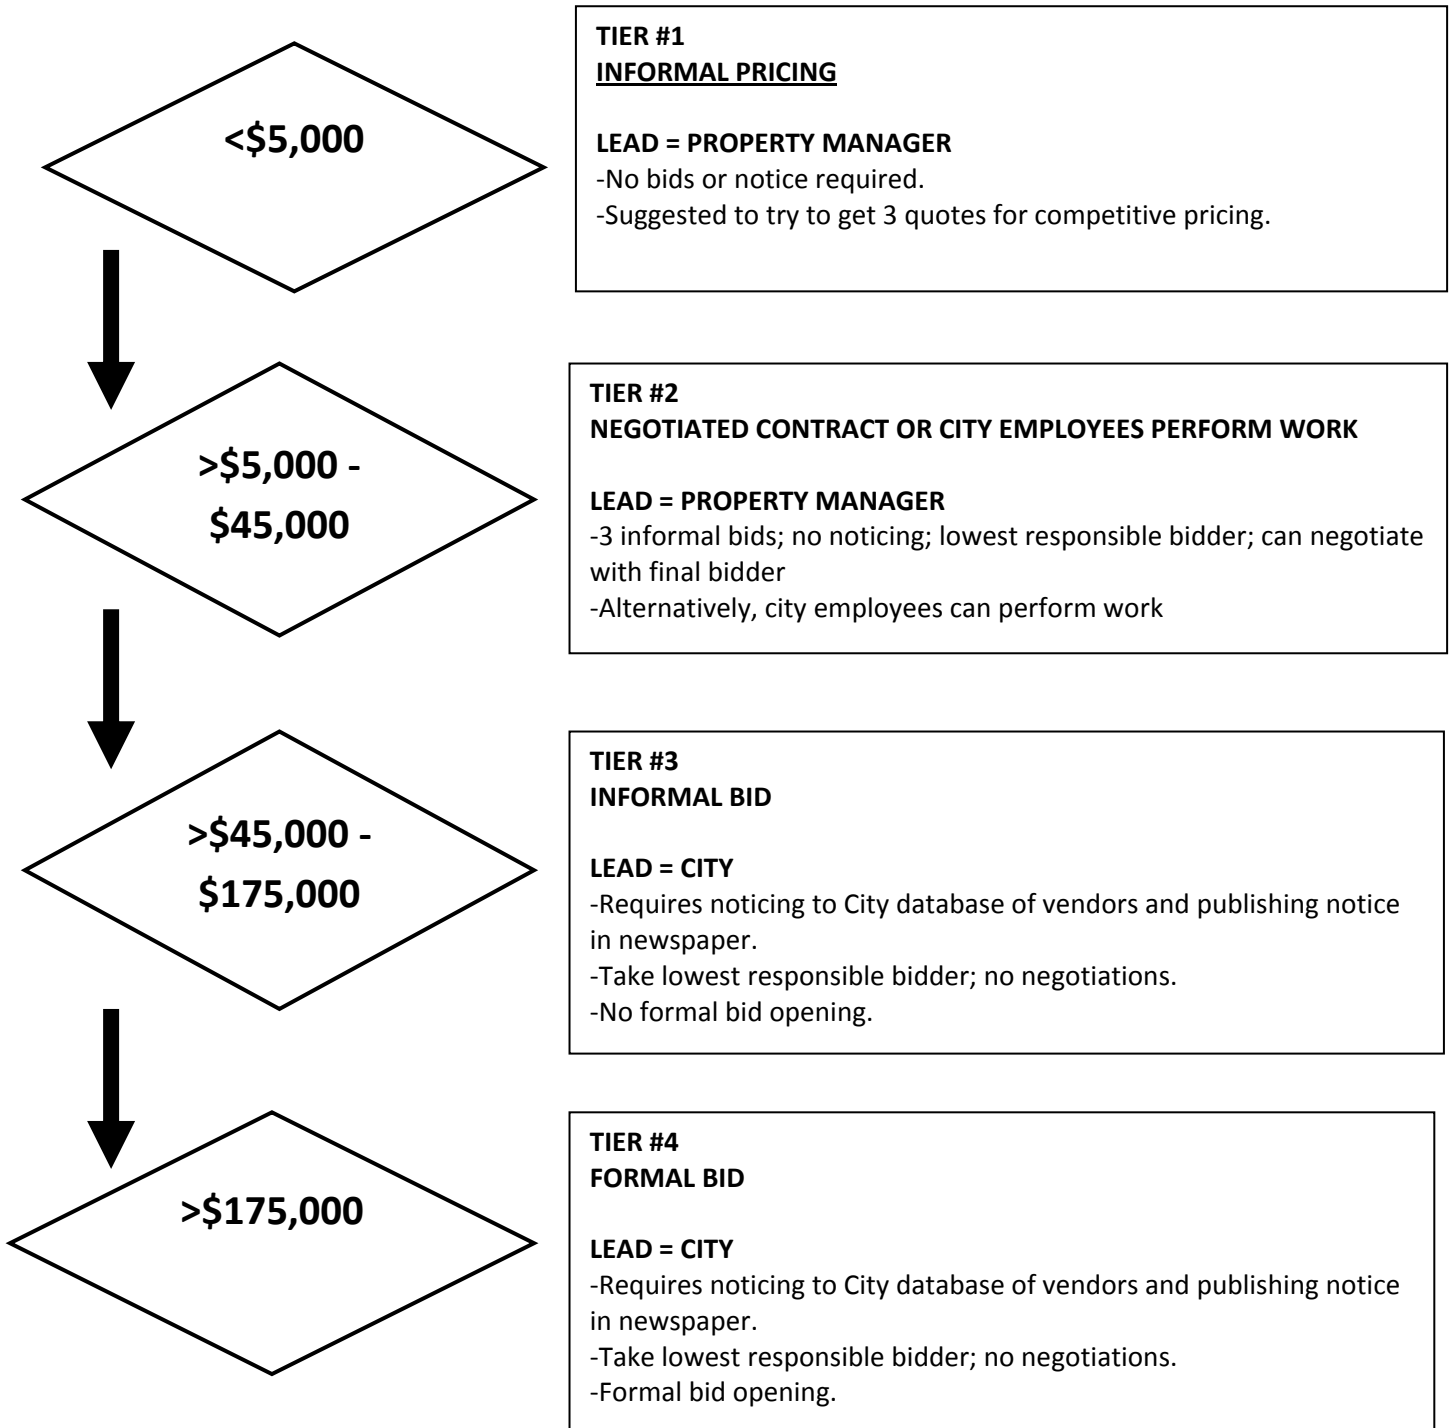 <$5,000
TIER #1
INFORMAL PRICING
LEAD = PROPERTY MANAGER
-No bids or notice required.
-Suggested to try to get 3 quotes for competitive pricing.
>$5,000 -
$45,000
TIER #2
NEGOTIATED CONTRACT OR CITY EMPLOYEES PERFORM WORK
LEAD = PROPERTY MANAGER
-3 informal bids; no noticing; lowest responsible bidder; can negotiate
with final bidder
-Alternatively, city employees can perform work
>$45,000 -
$175,000
TIER #3
INFORMAL BID
LEAD = CITY
-Requires noticing to City database of vendors and publishing notice
in newspaper.
-Take lowest responsible bidder; no negotiations.
-No formal bid opening.
>$175,000
TIER #4
FORMAL BID
LEAD = CITY
-Requires noticing to City database of vendors and publishing notice
in newspaper.
-Take lowest responsible bidder; no negotiations.
-Formal bid opening.